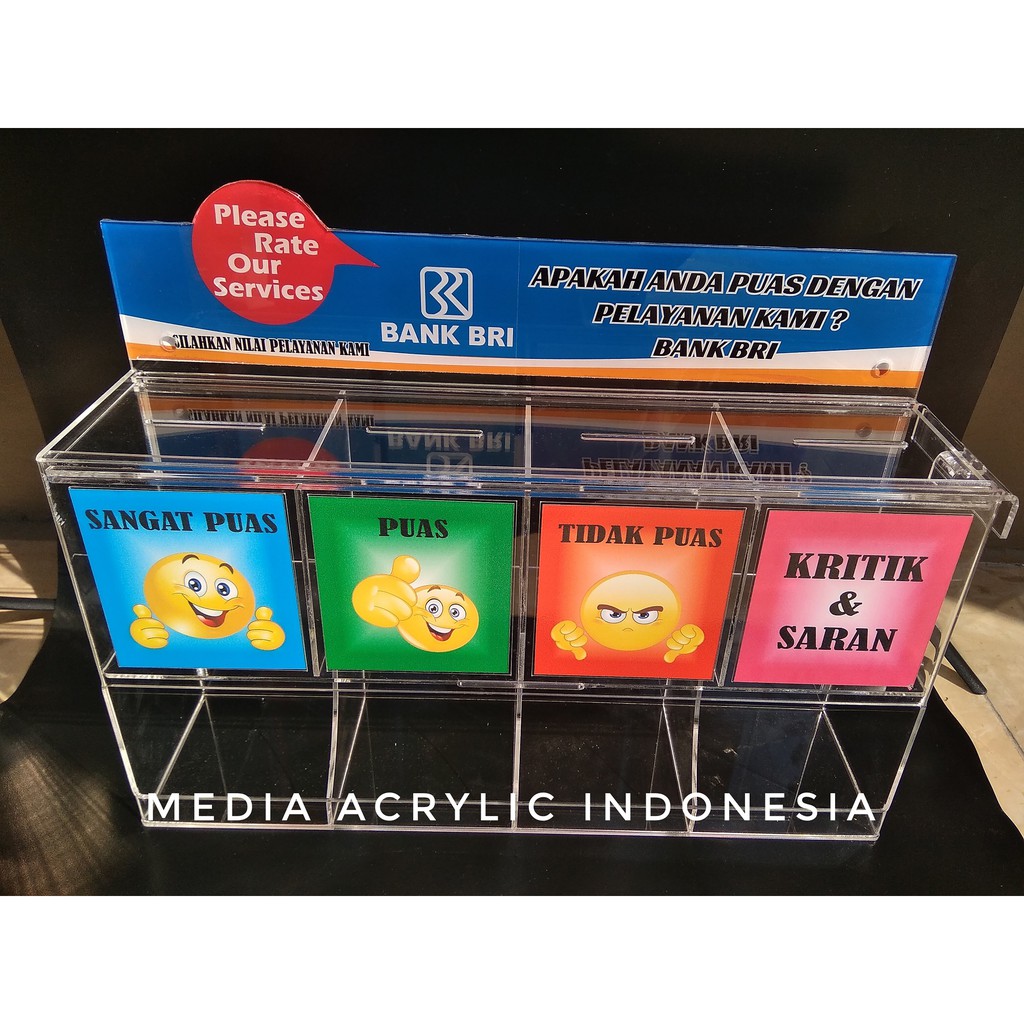 Please
Rate
Our
Services
BANK BRI
SILAHKAN NILAI PELAYANAN KAMI
APAKAH ANDA PUAS DENGAN
PELAYANAN KAMI ?
BANK BRI
SANGAT PUAS
PUAS
TIDAK PUAS
KRITIK
&
SARAN
MEDIA ACRYLIC INDONESIA